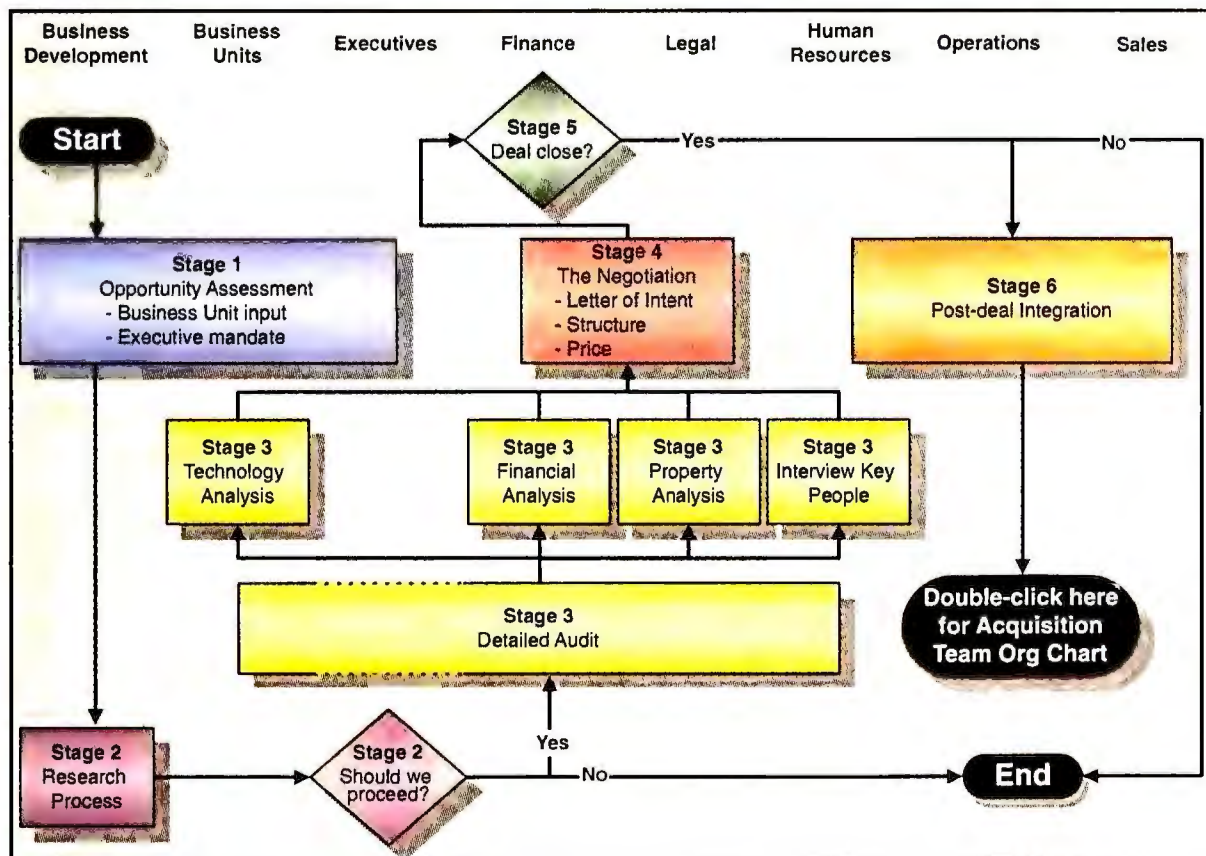 Business
Development
Business
Units
Executives
Finance
Legal
Human
Resources
Operations
Sales
Start
Stage 5
Deal close?
Yes
No
Stage 1
Opportunity Assessment
- Business Unit input
- Executive mandate
Stage 4
The Negotiation
- Letter of Intent
- Structure
- Price
Stage 6
Post-deal Integration
Stage 3
Technology
Analysis
Stage 3
Financial
Analysis
Stage 3
Property
Analysis
Stage 3
Interview Key
People
Stage 3
Detailed Audit
Double-click here
for Acquisition
Team Org Chart
Stage 2
Research
Process
Stage 2
Should we
proceed?
Yes
No
End